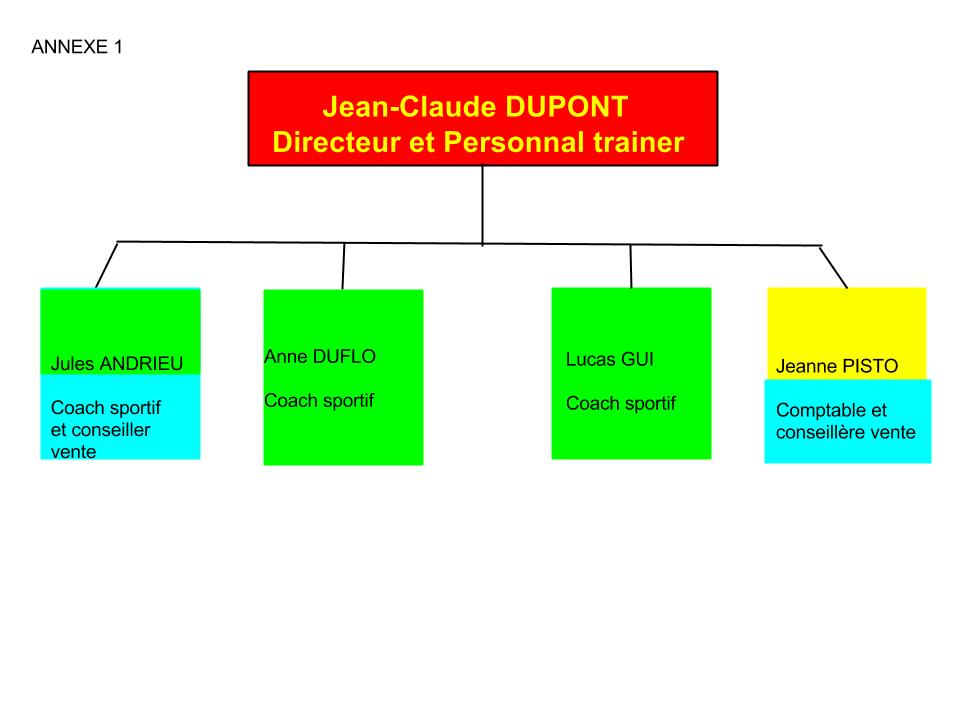 ANNEXE 1
Jean-Claude DUPONT
Directeur et Personnal trainer
Jules ANDRIEU
Coach sportif
et conseiller
vente
Anne DUFLO
Coach sportif
Lucas GUI
Coach sportif
Jeanne PISTO
Comptable et
conseillère vente